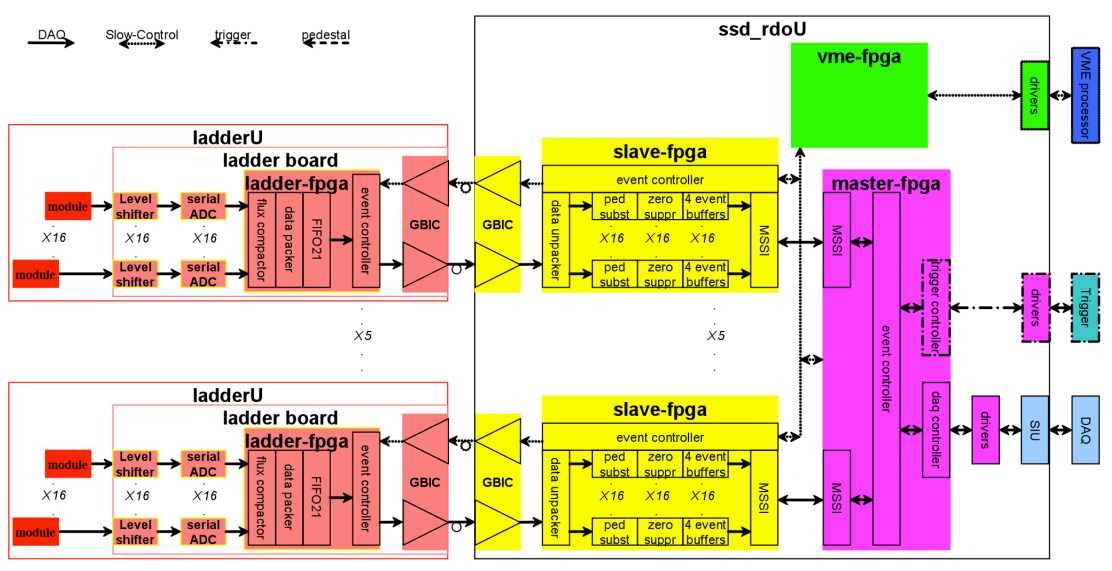 DAQ
Slow-Control
trigger
pedestal
ssd_rdoU
vme-fpga
drivers
VME processor
ladderU
ladder board
ladder-fpga
module
Level
shifter
serial
ADC
X16
X16
X16
module
Level
shifter
serial
ADC
flux compactor
data packer
FIFO21
event controller
GBIC
GBIC
slave-fpga
event controller
data unpacker
ped
subst
zero
suppr
4 event
buffers
X16
X16
X16
ped
subst
zero
suppr
4 event
buffers
MSSI
master-fpga
MSSI
trigger controller
drivers
Trigger
event controller
X5
X5
daq controller
drivers
SIU
DAQ
MSSI
ladderU
ladder board
ladder-fpga
module
Level
shifter
serial
ADC
X16
X16
X16
module
Level
shifter
serial
ADC
flux compactor
data packer
FIFO21
event controller
GBIC
GBIC
slave-fpga
event controller
data unpacker
ped
subst
zero
suppr
4 event
buffers
X16
X16
X16
ped
subst
zero
suppr
4 event
buffers
MSSI